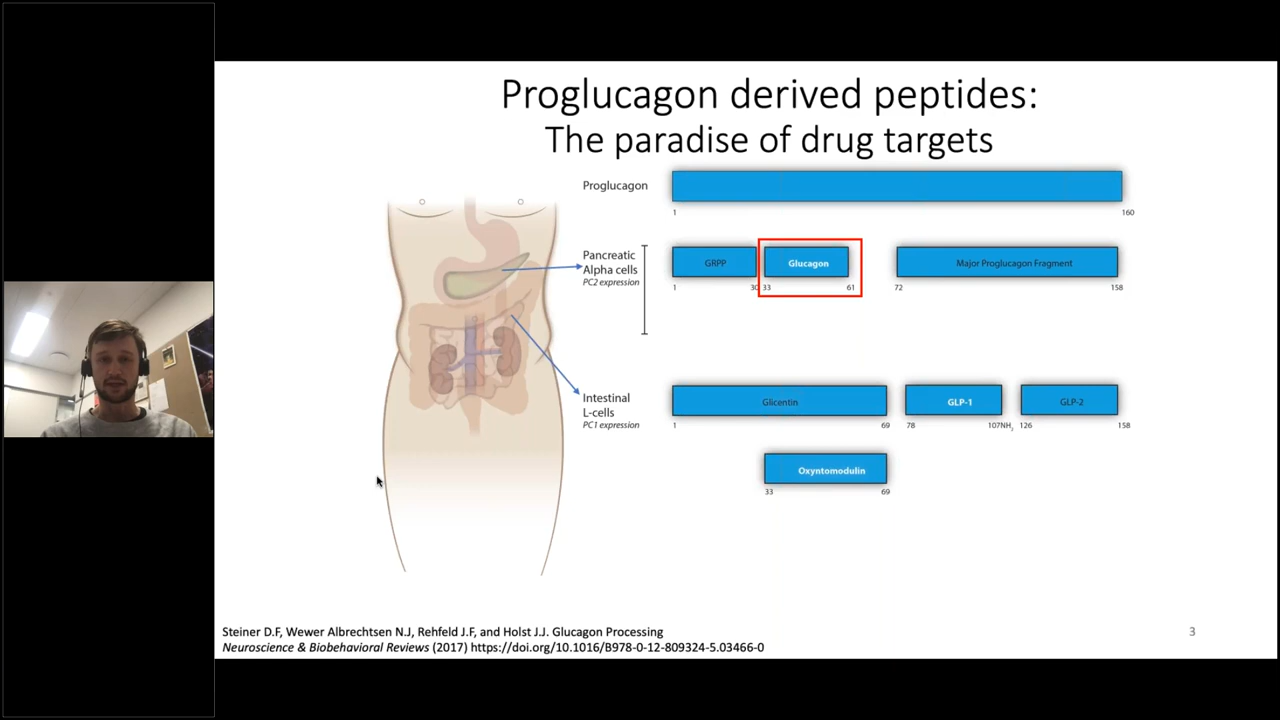 Proglucagon derived peptides:
The paradise of drug targets
Proglucagon
1
160
Pancreatic
Alpha cells
PC2 expression
GRPP
Glucagon
Major Proglucagon Fragment
1
30
33
61
72
158
Intestinal
L-cells
PC1 expression
Glicentin
GLP-1
GLP-2
1
69
78
107NH2
126
158
Oxyntomodulin
33
69
Steiner D.F, Wewer Albrechtsen N.J, Rehfeld J.F, and Holst J.J. Glucagon Processing
Neuroscience & Biobehavioral Reviews (2017) https://doi.org/10.1016/B978-0-12-809324-5.03466-0
3